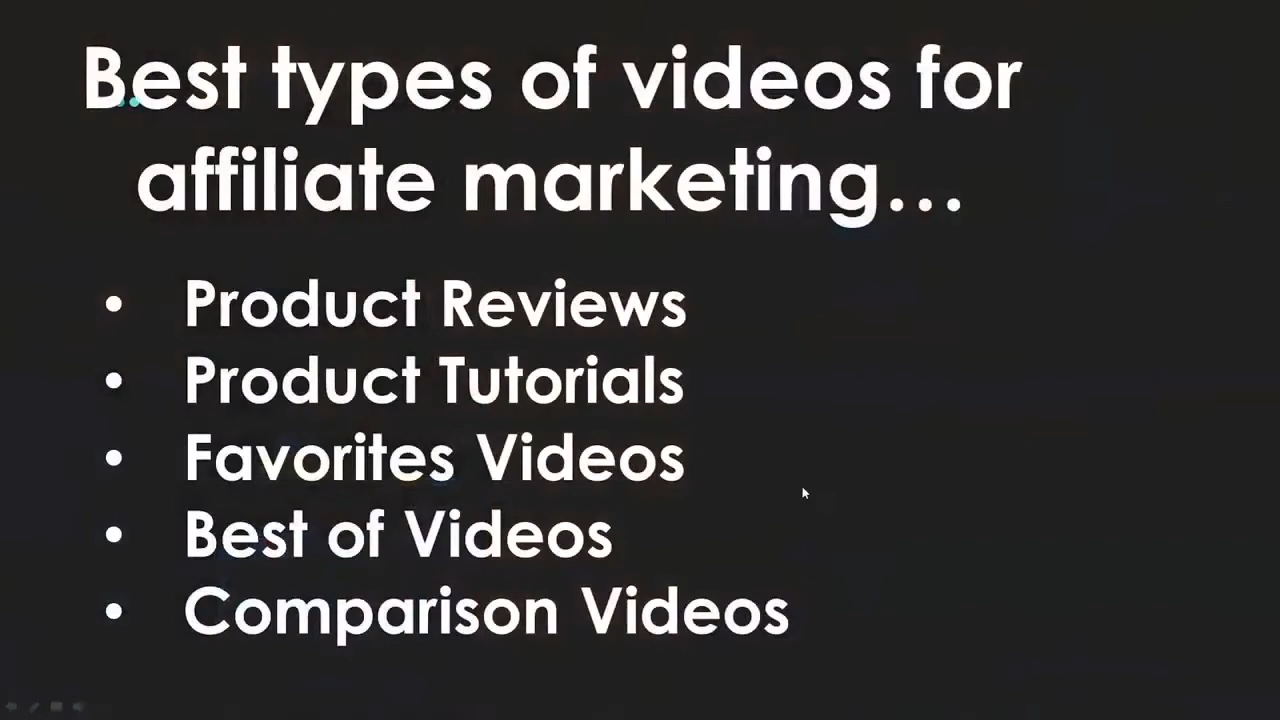 Best types of videos for
affiliate marketing...
• Product Reviews
• Product Tutorials
• Favorites Videos
• Best of Videos
• Comparison Videos